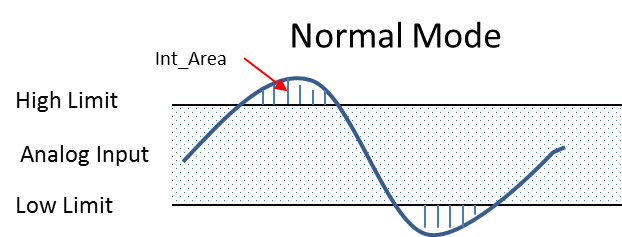 Normal Mode
Int_Area
High Limit
Analog Input
Low Limit